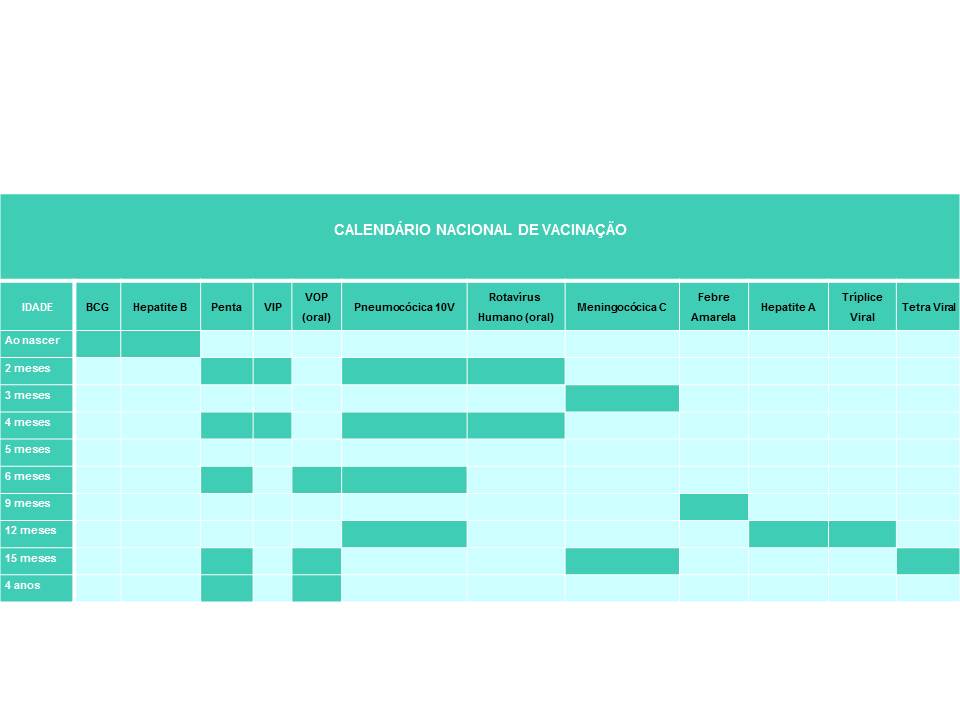 CALENDÁRIO NACIONAL DE VACINAÇÃO
IDADE BCG Hepatite B Penta VIP VOP (oral) Pneumocócica 10V Rotavírus Humano (oral) Meningocócica C Febre Amarela Hepatite A Tríplice Viral Tetra Viral
Ao nascer
2 meses
3 meses
4 meses
5 meses
6 meses
9 meses
12 meses
15 meses
4 anos